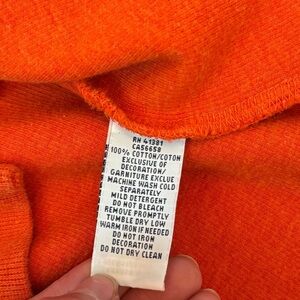 RN 41381
CA56658
100% COTTON/COTON
EXCLUSIVE OF
DECORATION/
GARNITURE EXCLUE
MACHINE WASH COLD
SEPARATELY
MILD DETERGENT
DO NOT BLEACH
REMOVE PROMPTLY
TUMBLE DRY LOW
WARM IRON IF NEEDED
DO NOT IRON
DECORATION
DO NOT DRY CLEAN